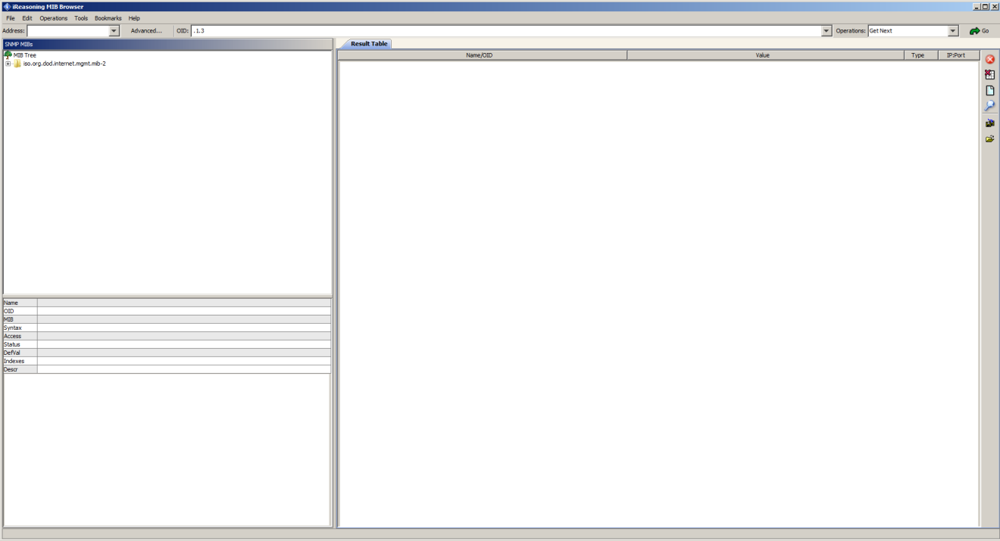 iReasoning MIB Browser
File Edit Operations Tools Bookmarks Help
Address: Advanced... OID: .1.3 Operations: Get Next Go
SNMP MIBs
Result Table
MIB Tree
iso.org.dod.internet.mgmt.mib-2
Name/OID Value Type IP:Port
Name
OID
MIB
Syntax
Access
Status
DefVal
Indexes
Descr